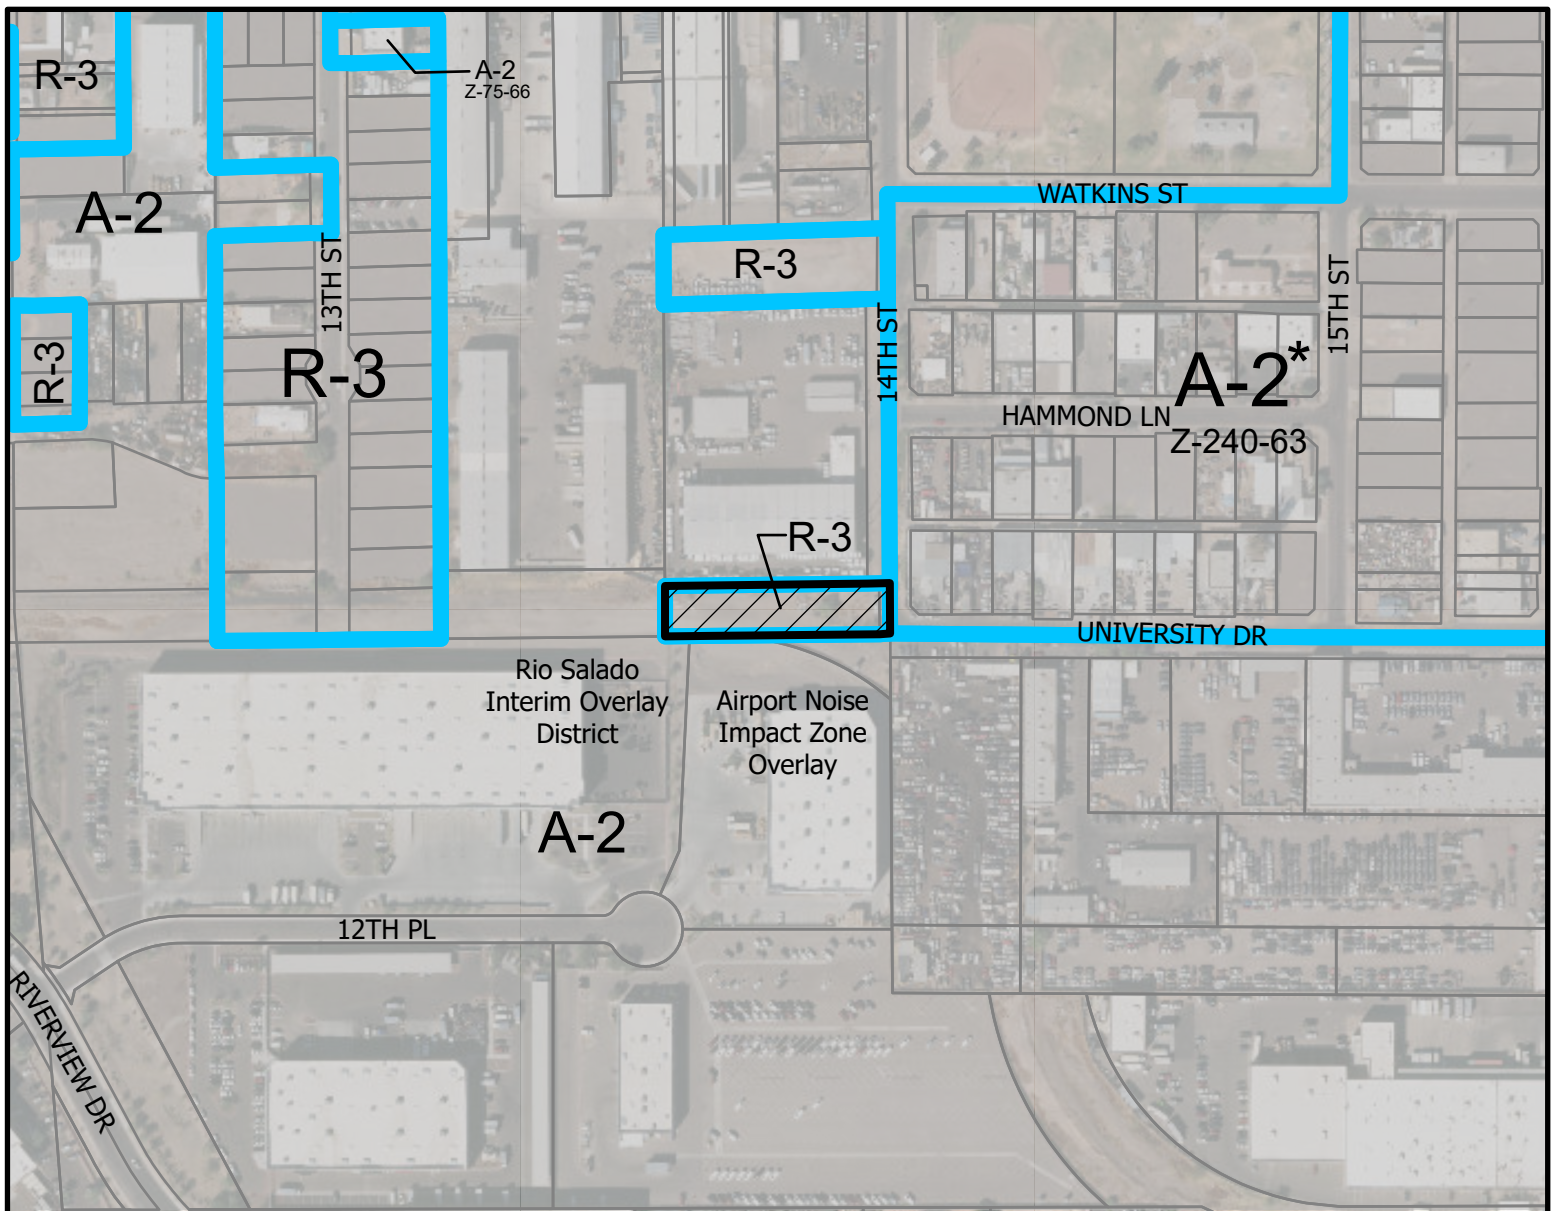 R-3
A-2
Z-75-66
A-2
WATKINS ST
R-3
13TH ST
R-3
R-3
14TH ST
15TH ST
A-2*
HAMMOND LN
Z-240-63
R-3
UNIVERSITY DR
Rio Salado
Interim Overlay
District
Airport Noise
Impact Zone
Overlay
A-2
12TH PL
RIVERVIEW DR